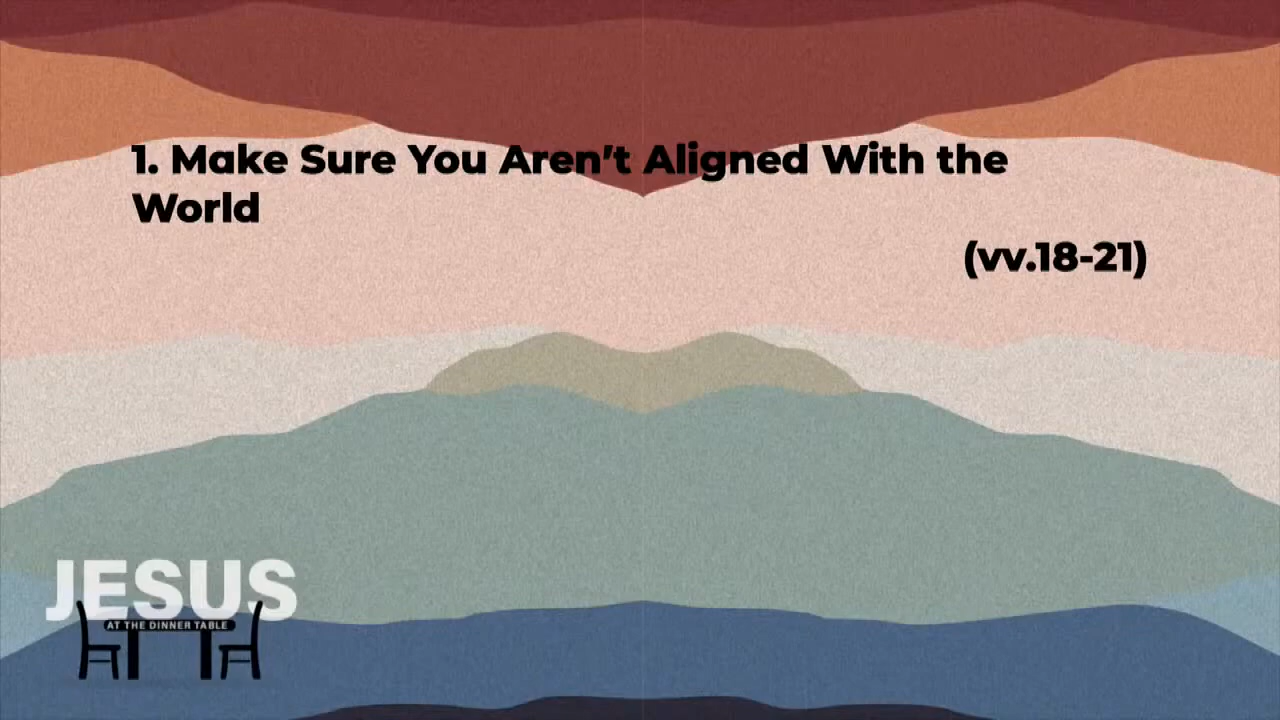 1. Make Sure You Aren’t Aligned With the
World
(vv.18-21)
JESUS
AT THE DINNER TABLE